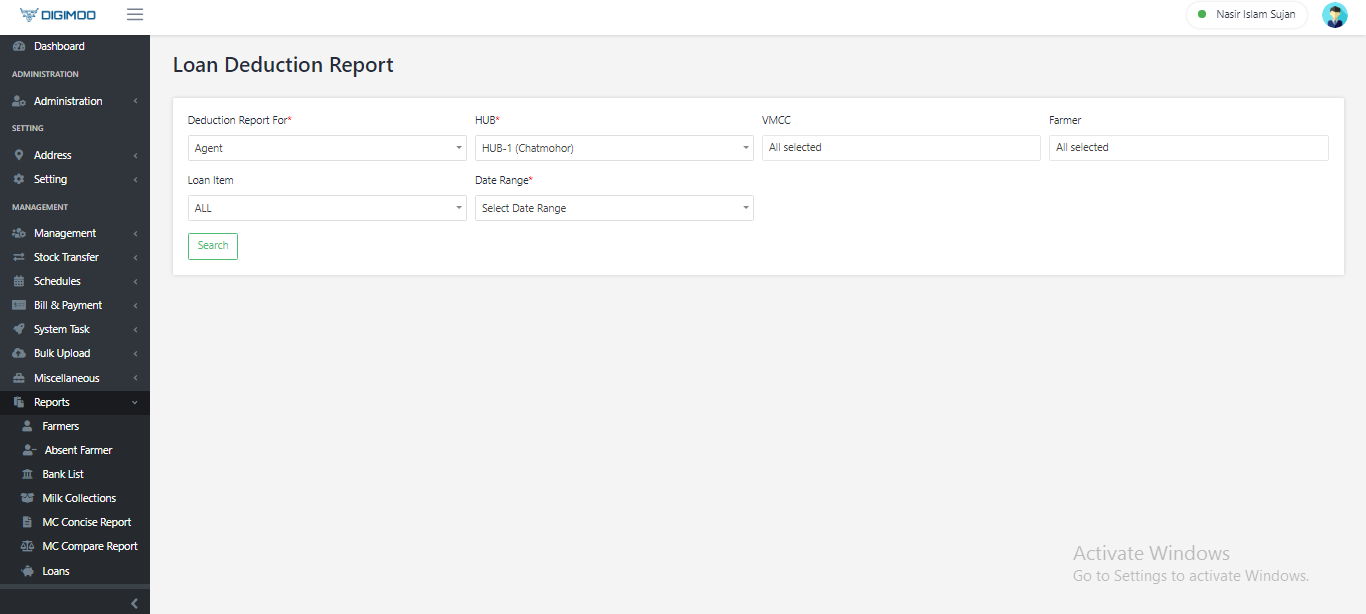 DIGIMOO
Nasir Islam Sujan
Dashboard
ADMINISTRATION
Administration
SETTING
Address
Setting
MANAGEMENT
Management
Stock Transfer
Schedules
Bill & Payment
System Task
Bulk Upload
Miscellaneous
Reports
Farmers
Absent Farmer
Bank List
Milk Collections
MC Concise Report
MC Compare Report
Loans
Loan Deduction Report
Deduction Report For*
HUB*
VMCC
Farmer
Agent
HUB-1 (Chatmohor)
All selected
All selected
Loan Item
Date Range*
ALL
Select Date Range
Search
Activate Windows
Go to Settings to activate Windows.